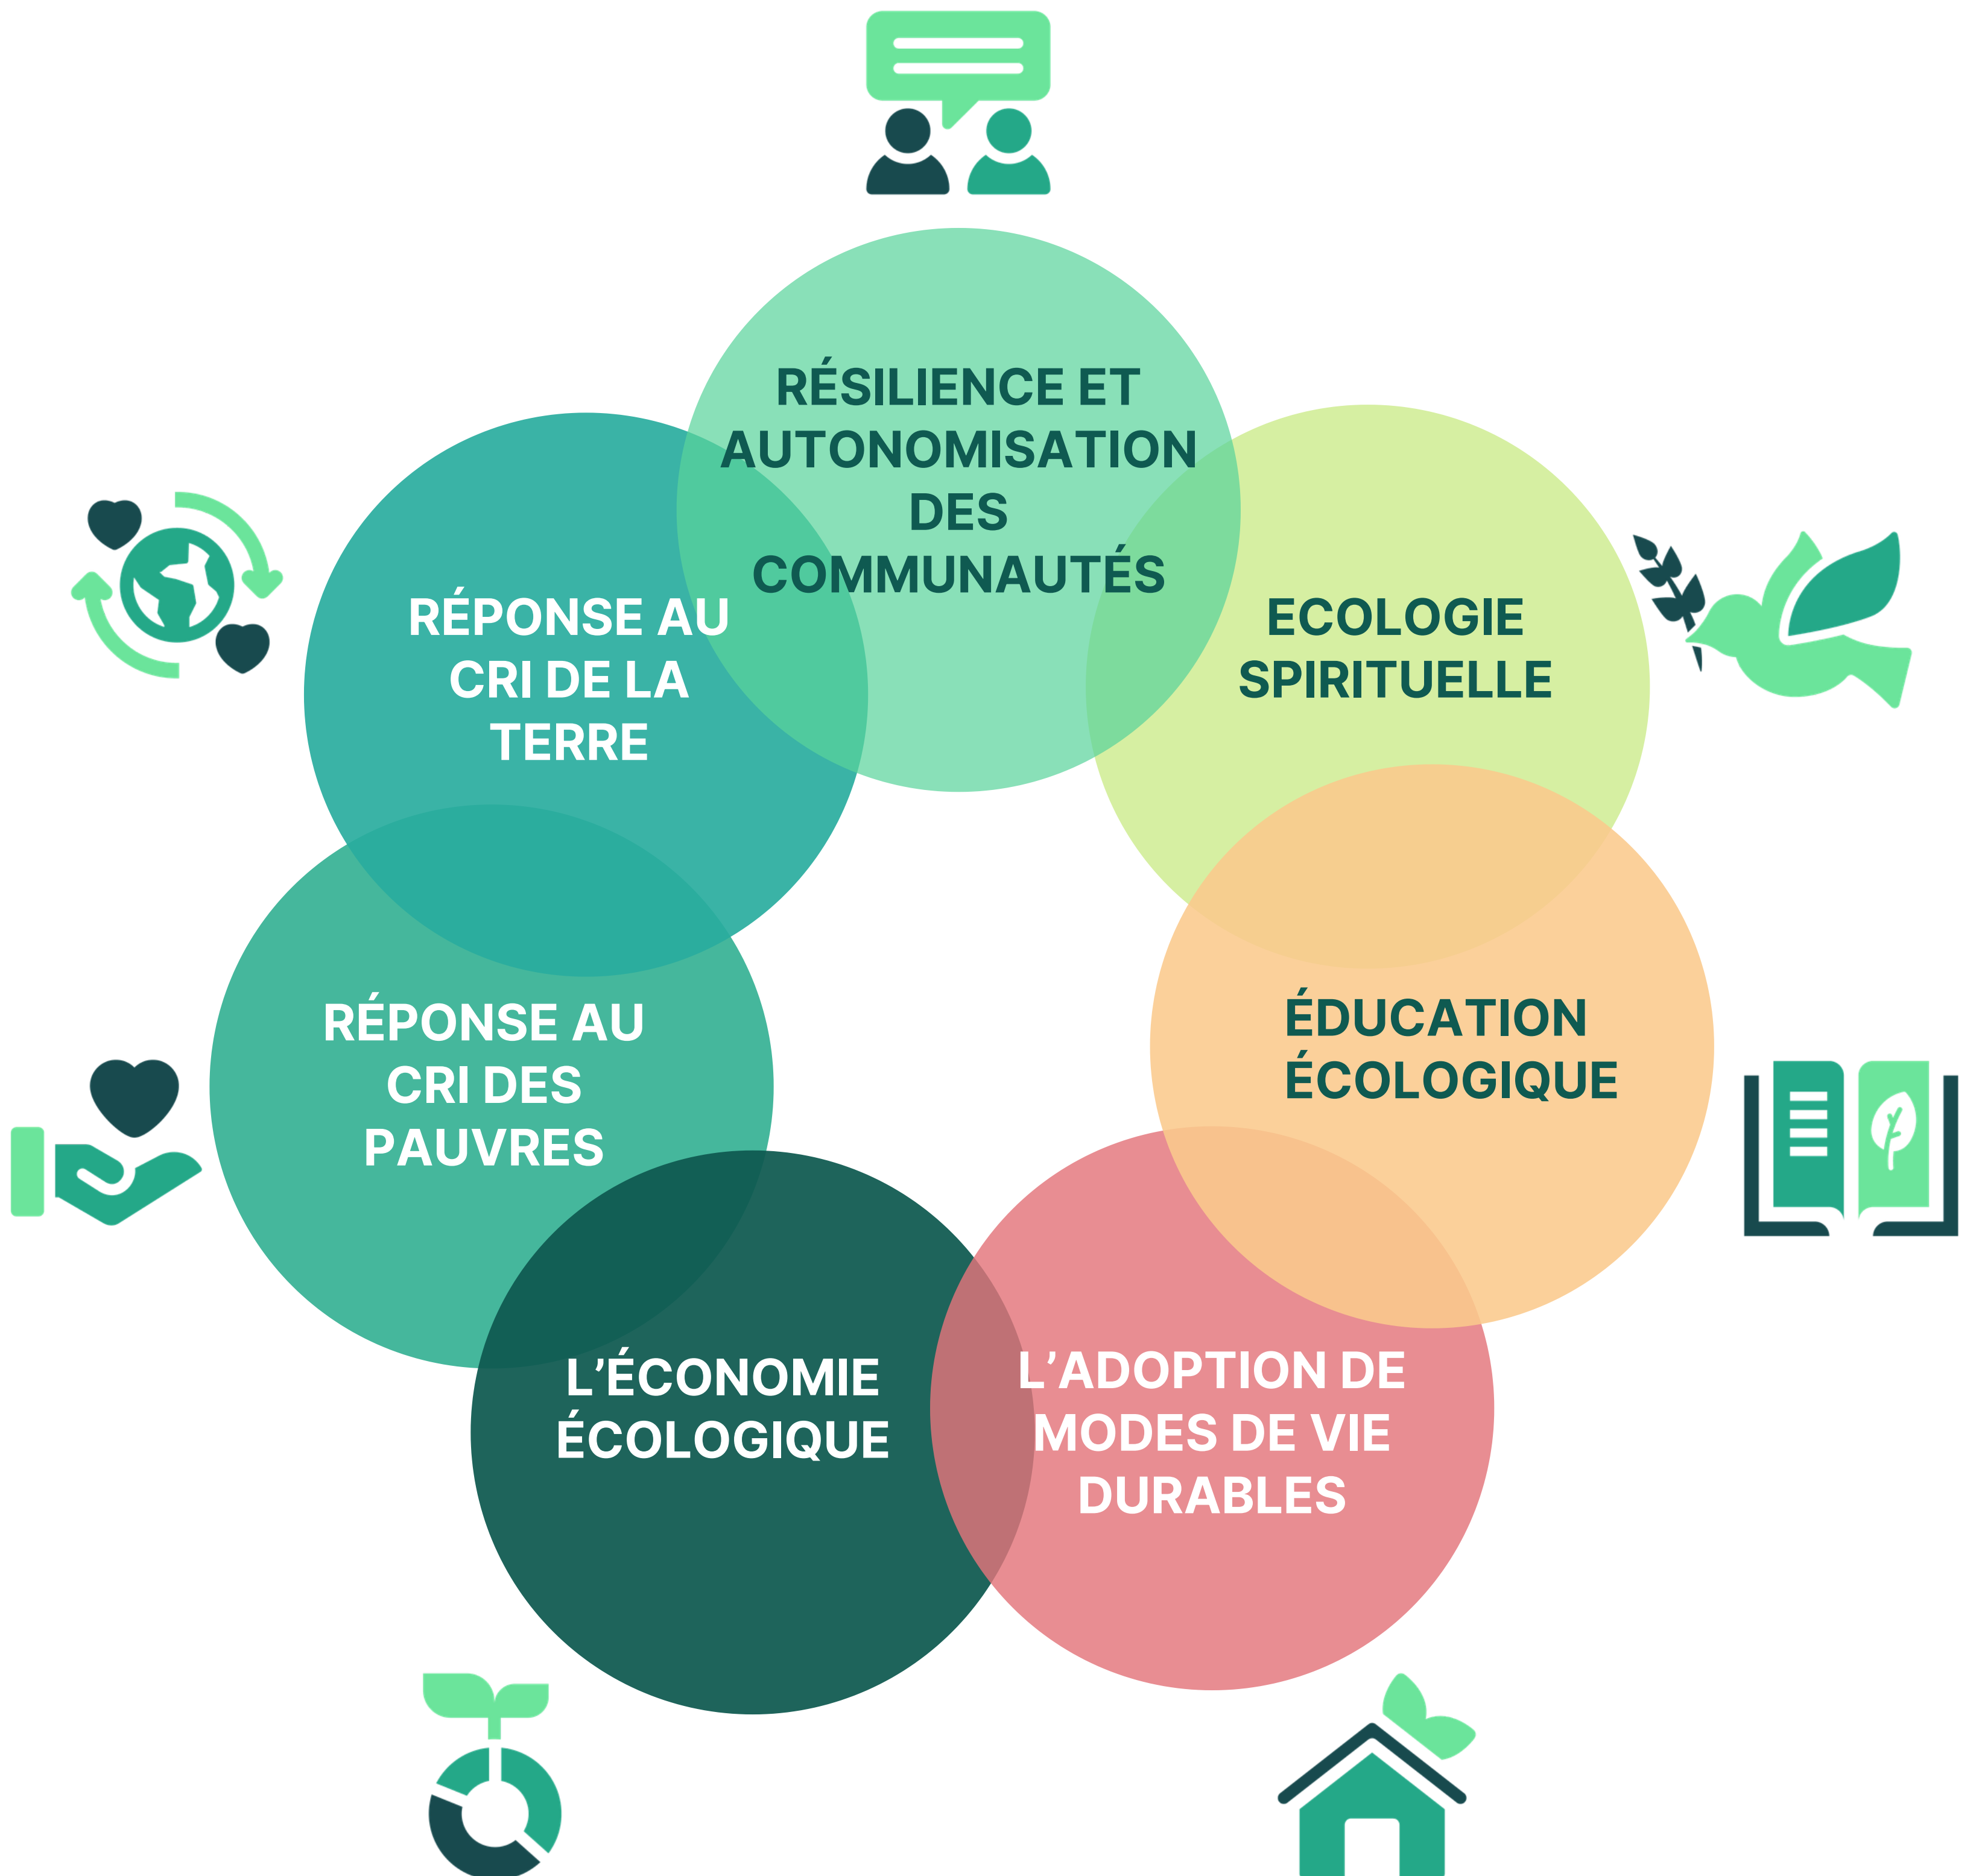 RÉSILIENCE ET
AUTONOMISATION
DES
COMMUNAUTÉS
RÉPONSE AU
CRI DE LA
TERRE
ECOLOGIE
SPIRITUELLE
RÉPONSE AU
CRI DES
PAUVRES
ÉDUCATION
ÉCOLOGIQUE
L’ÉCONOMIE
ÉCOLOGIQUE
L’ADOPTION DE
MODES DE VIE
DURABLES